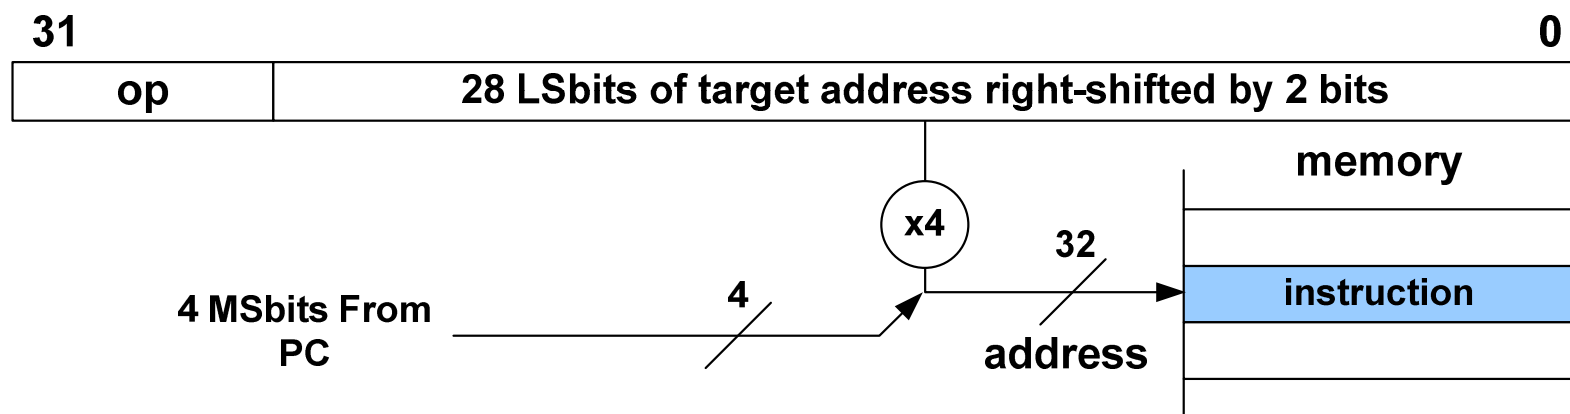 31
0
op
28 LSbits of target address right-shifted by 2 bits
memory
x4
32
4
4 MSbits From
PC
instruction
address